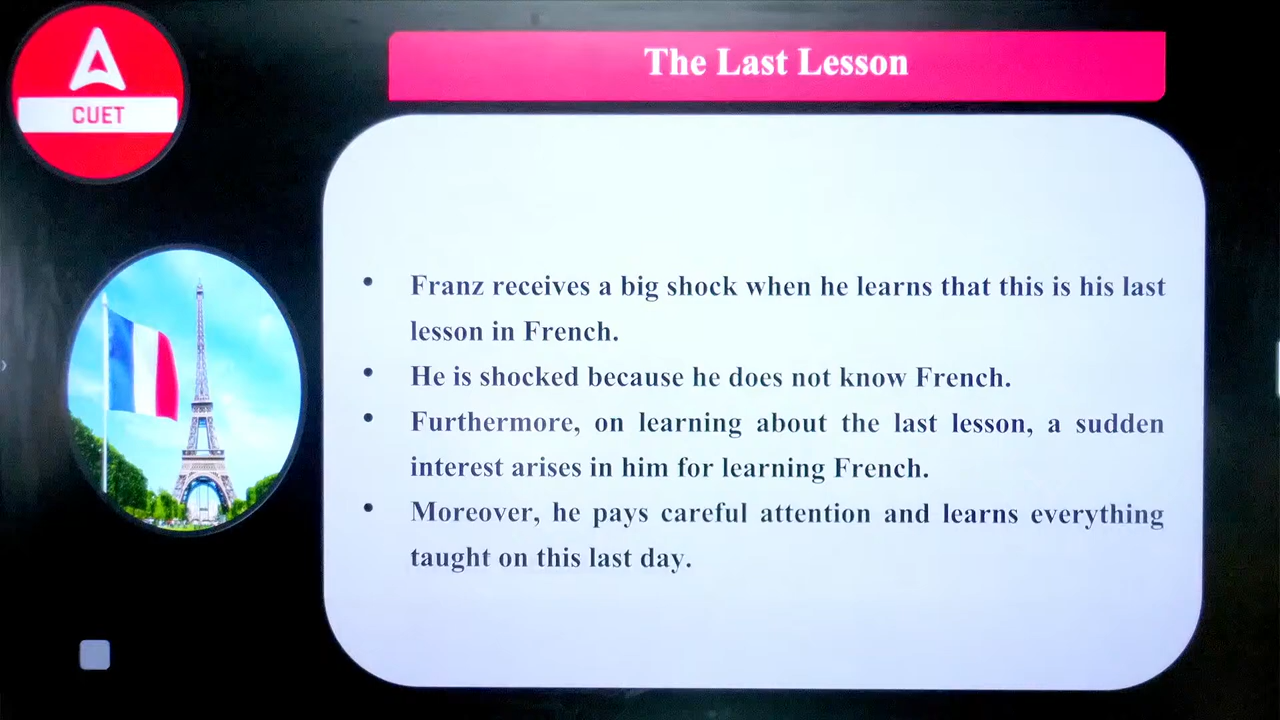 CUET
The Last Lesson
• Franz receives a big shock when he learns that this is his last
lesson in French.
• He is shocked because he does not know French.
• Furthermore, on learning about the last lesson, a sudden
interest arises in him for learning French.
• Moreover, he pays careful attention and learns everything
taught on this last day.